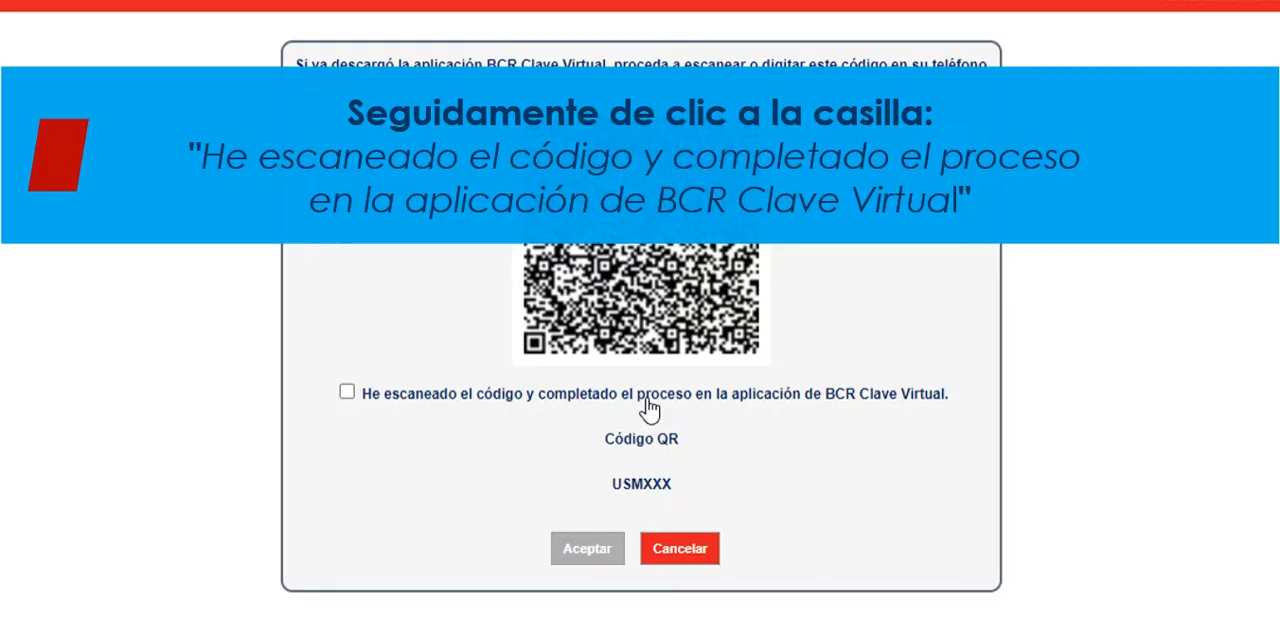 Si ya descargó la aplicación BCR Clave Virtual, proceda a escanear o digitar este código en su teléfono
Seguidamente de clic a la casilla:
"He escaneado el código y completado el proceso
en la aplicación de BCR Clave Virtual"
He escaneado el código y completado el proceso en la aplicación de BCR Clave Virtual.
Código QR
USMXXX
Aceptar Cancelar